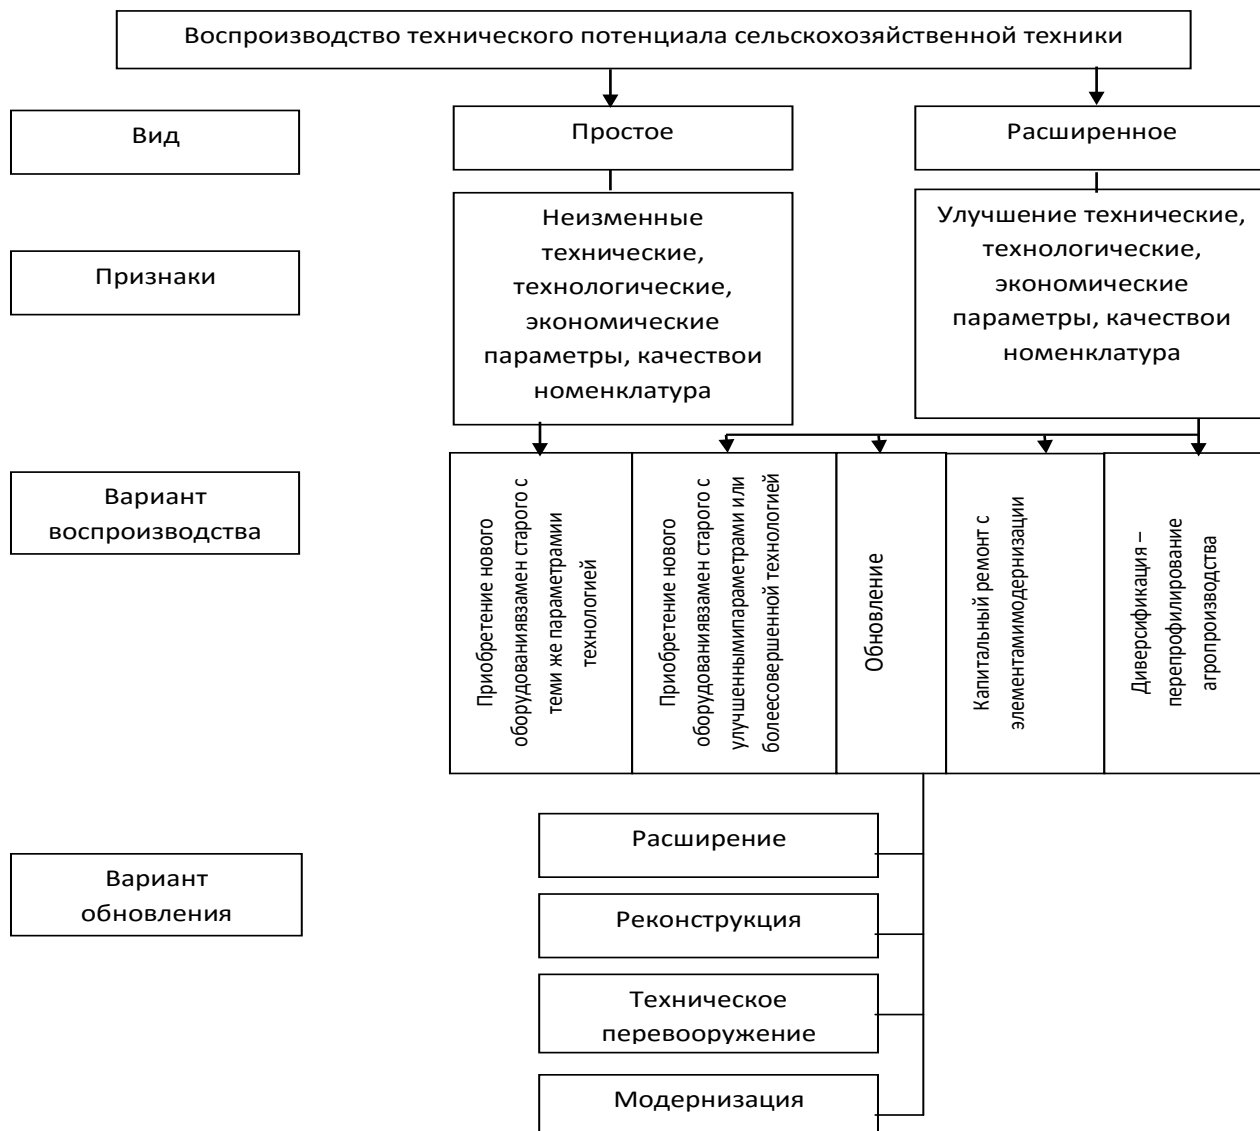 Воспроизводство технического потенциала сельскохозяйственной техники
Вид
Простое
Расширенное
Признаки
Неизменные
технические,
технологические,
экономические
параметры, качествои
номенклатура
Улучшение технические,
технологические,
экономические
параметры, качествои
номенклатура
Вариант
воспроизводства
Приобретение нового
оборудованиявзамен старого с
теми же параметрамии
технологией
Приобретение нового
оборудованиявзамен старого с
улучшеннымипараметрами или
болеесовершенной технологией
Обновление
Капитальный ремонт с
элементамимодернизации
Диверсификация –
перепрофилирование
агропроизводства
Вариант
обновления
Расширение
Реконструкция
Техническое
перевооружение
Модернизация